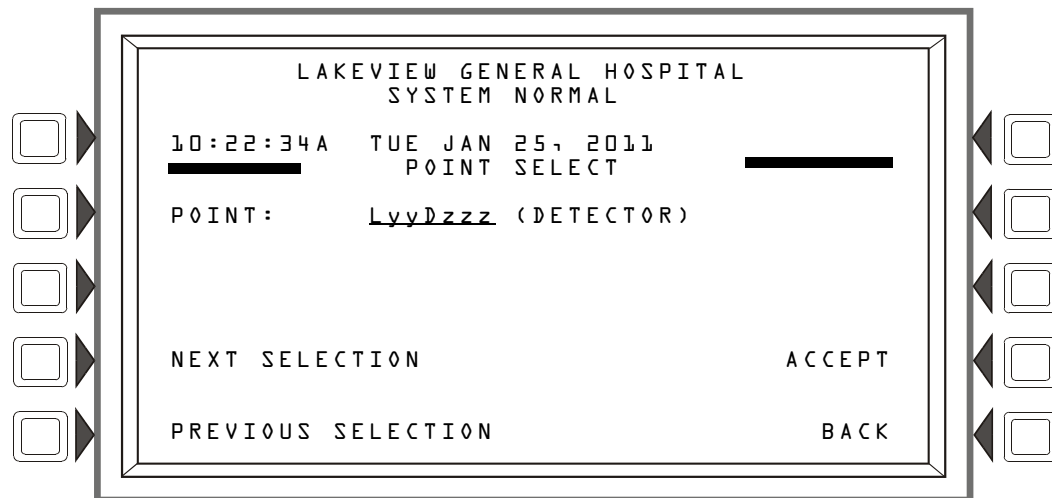 LAKEVIEW GENERAL HOSPITAL
SYSTEM NORMAL
10:22:34A TUE JAN 25, 2011
POINT SELECT
POINT: LyyDzzz (DETECTOR)
NEXT SELECTION ACCEPT
PREVIOUS SELECTION BACK